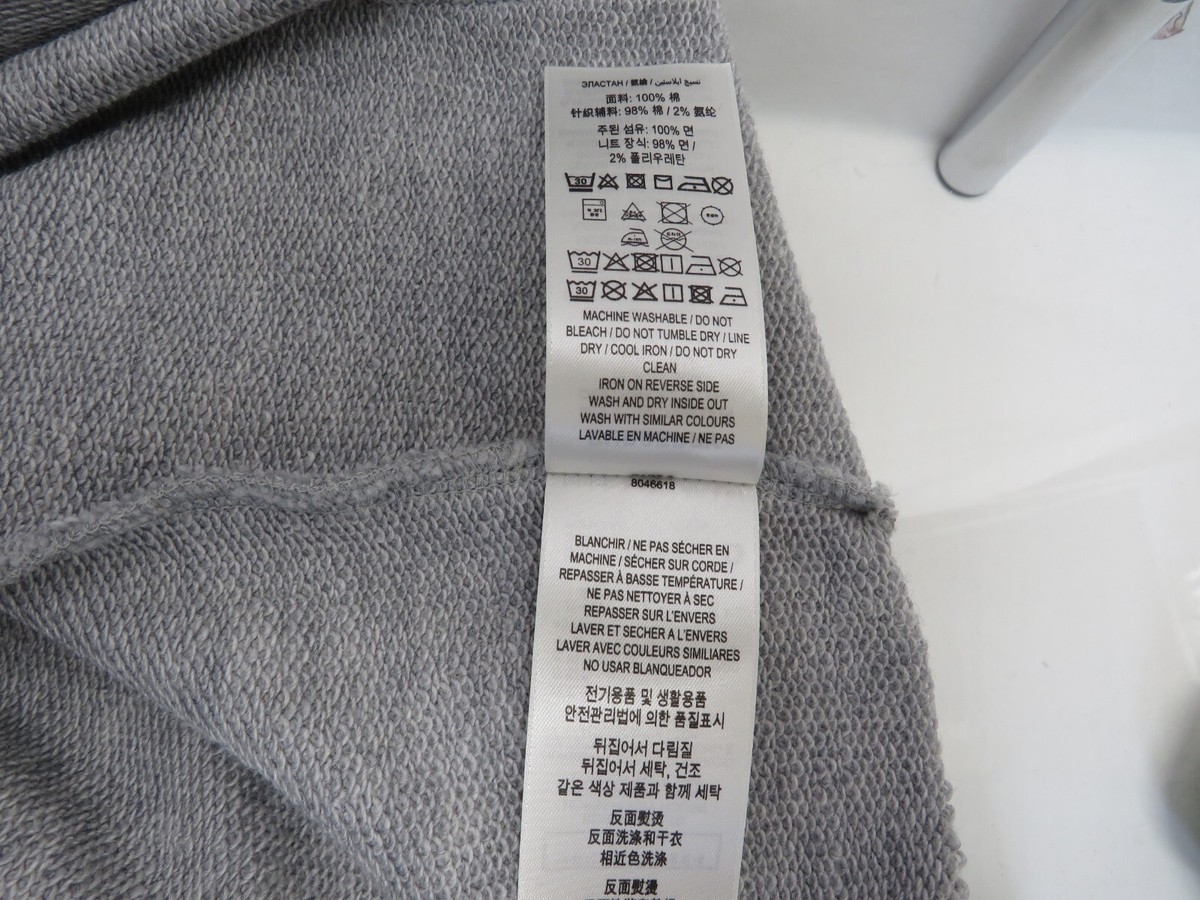 ЭЛАСТАН / 氨綸 / نسيج ايلاستين
面料: 100% 棉
针织辅料: 98% 棉 / 2% 氨纶
주된 섬유: 100% 면
니트 장식: 98% 면 /
2% 폴리우레탄
30
30
30
MACHINE WASHABLE / DO NOT
BLEACH / DO NOT TUMBLE DRY / LINE
DRY / COOL IRON / DO NOT DRY
CLEAN
IRON ON REVERSE SIDE
WASH AND DRY INSIDE OUT
WASH WITH SIMILAR COLOURS
LAVABLE EN MACHINE / NE PAS
8046618
BLANCHIR / NE PAS SÉCHER EN
MACHINE / SÉCHER SUR CORDE /
REPASSER À BASSE TEMPÉRATURE /
NE PAS NETTOYER À SEC
REPASSER SUR L'ENVERS
LAVER ET SECHER A L'ENVERS
LAVER AVEC COULEURS SIMILIARES
NO USAR BLANQUEADOR
전기용품 및 생활용품
안전관리법에 의한 품질표시
뒤집어서 다림질
뒤집어서 세탁, 건조
같은 색상 제품과 함께 세탁
反面熨烫
反面洗涤和干衣
相近色洗涤
反面熨燙